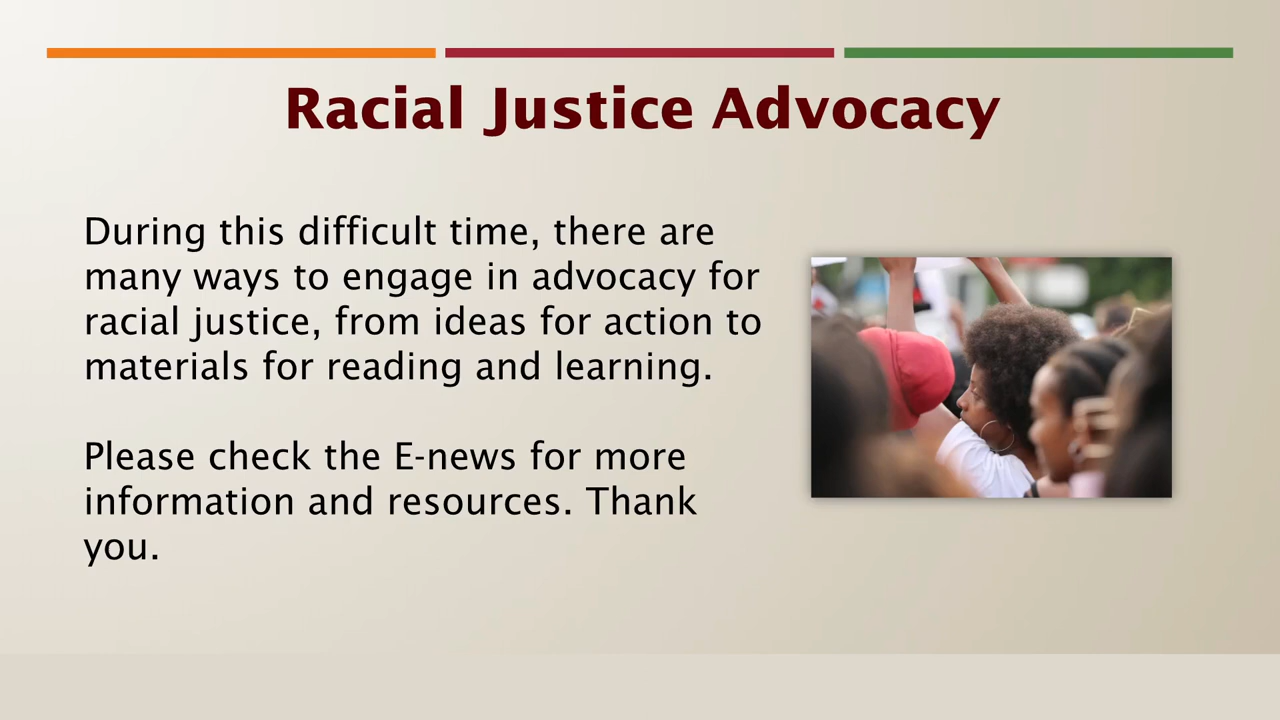 Racial Justice Advocacy
During this difficult time, there are
many ways to engage in advocacy for
racial justice, from ideas for action to
materials for reading and learning.
Please check the E-news for more
information and resources. Thank
you.